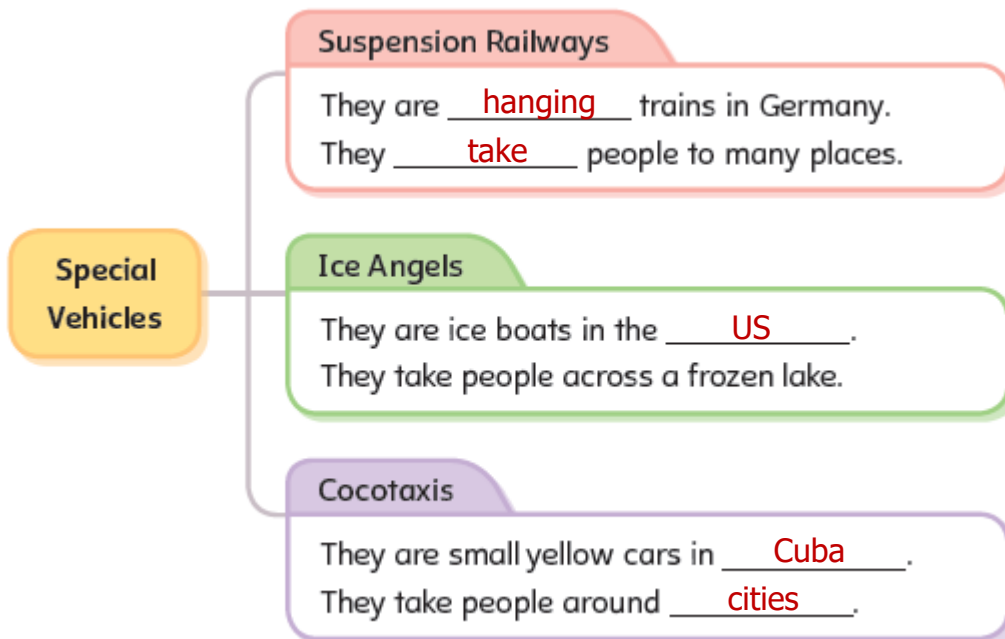 Suspension Railways
They are hanging trains in Germany.
They take people to many places.
Special
Vehicles
Ice Angels
They are ice boats in the US.
They take people across a frozen lake.
Cocotaxis
They are small yellow cars in Cuba.
They take people around cities.